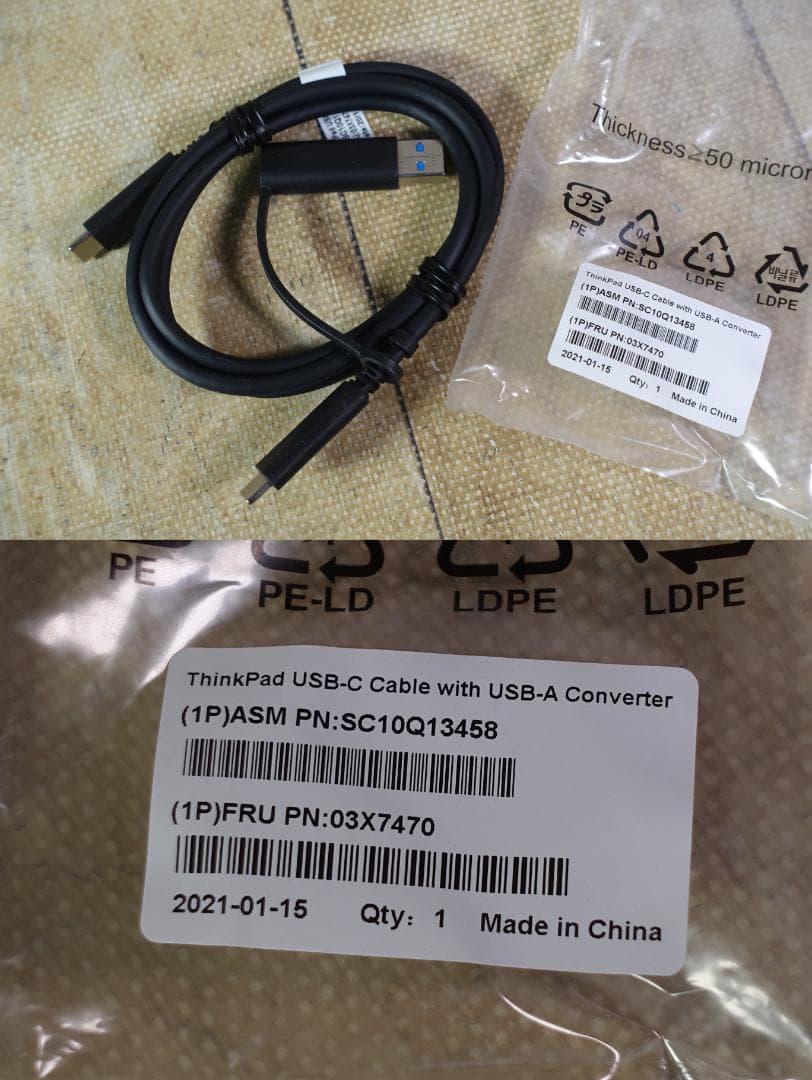 Thickness≥50 micron
プラ
PE
04
PE-LD
4
LDPE
비닐류
LDPE
ThinkPad USB-C Cable with USB-A Converter
(1P)ASM PN:SC10Q13458
(1P)FRU PN:03X7470
2021-01-15 Qty: 1 Made in China
PE
PE-LD
LDPE
LDPE
ThinkPad USB-C Cable with USB-A Converter
(1P)ASM PN:SC10Q13458
(1P)FRU PN:03X7470
2021-01-15 Qty: 1 Made in China